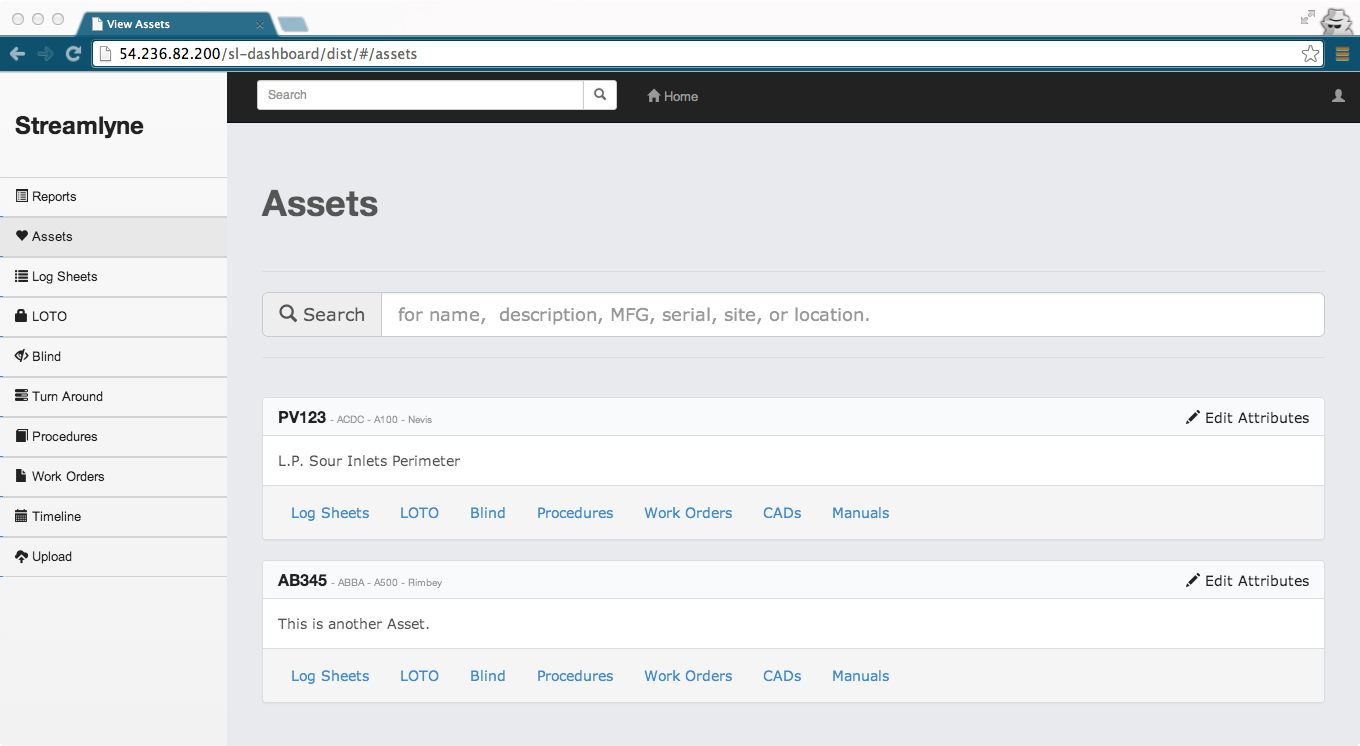 View Assets
54.236.82.200/sl-dashboard/dist/#/assets
Streamlyne
Search
Home
Reports
Assets
Log Sheets
LOTO
Blind
Turn Around
Procedures
Work Orders
Timeline
Upload
Assets
Search for name,  description, MFG, serial, site, or location.
PV123 - ACDC - A100 - Nevis Edit Attributes
L.P. Sour Inlets Perimeter
Log Sheets LOTO Blind Procedures Work Orders CADs Manuals
AB345 - ABBA - A500 - Rimbey Edit Attributes
This is another Asset.
Log Sheets LOTO Blind Procedures Work Orders CADs Manuals